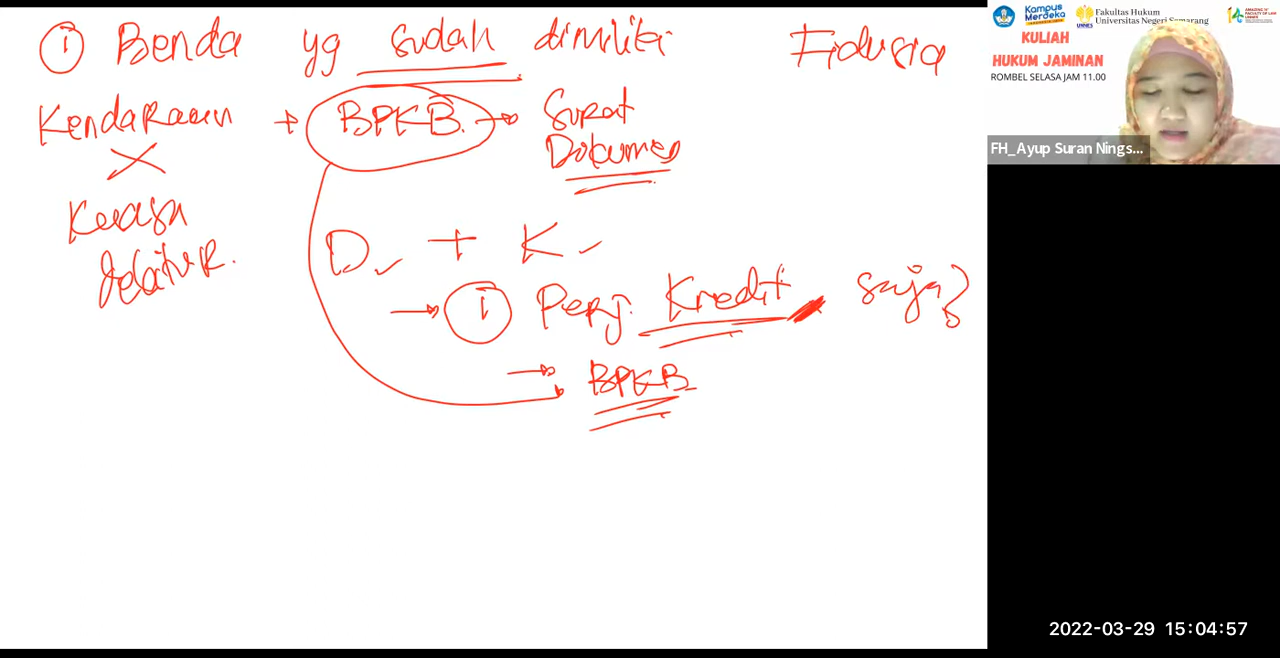 ① Benda yg sudah dimiliki Fidusia
Kendaraan + BPKB → Surat
Dokumen
X
Kuasa
debitur.
D + K
→ ① Perj. Kredit saja?
→ BPKB
Kampus
Merdeka
Fakultas Hukum
Universitas Negeri Semarang
UNNES
KULIAH
HUKUM JAMINAN
ROMBEL SELASA JAM 11.00
FH_Ayup Suran Nings...
2022-03-29 15:04:57